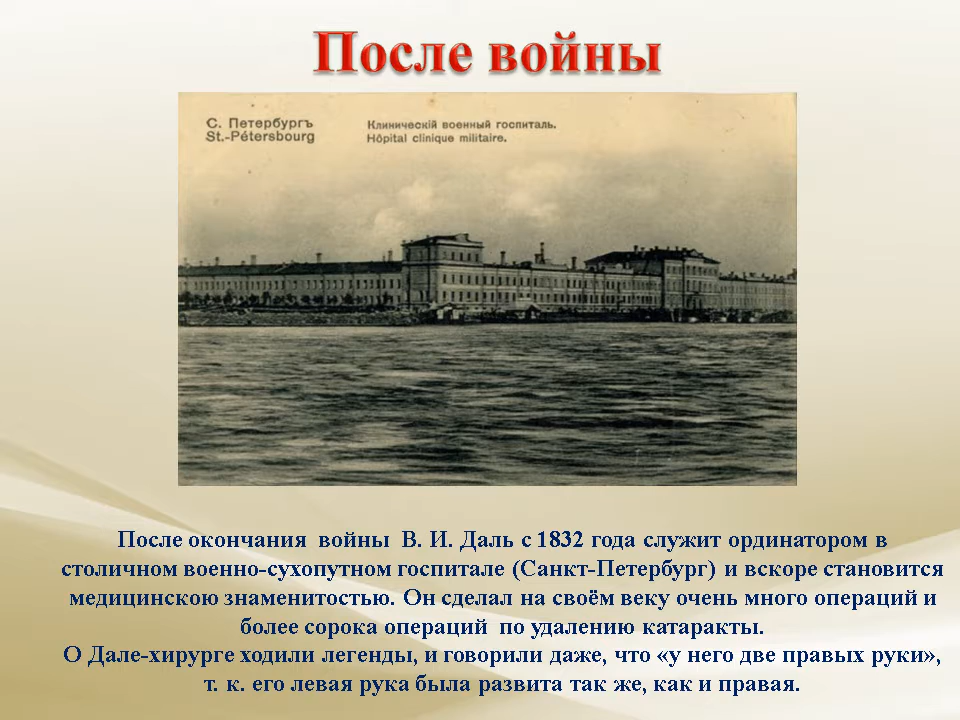 После войны
С. Петербургъ
St.-Pétersbourg
Клиническій военный госпиталь.
Hôpital clinique militaire.
После окончания войны В. И. Даль с 1832 года служит ординатором в
столичном военно-сухопутном госпитале (Санкт-Петербург) и вскоре становится
медицинскою знаменитостью. Он сделал на своём веку очень много операций и
более сорока операций по удалению катаракты.
О Дале-хирурге ходили легенды, и говорили даже, что «у него две правых руки»,
т. к. его левая рука была развита так же, как и правая.